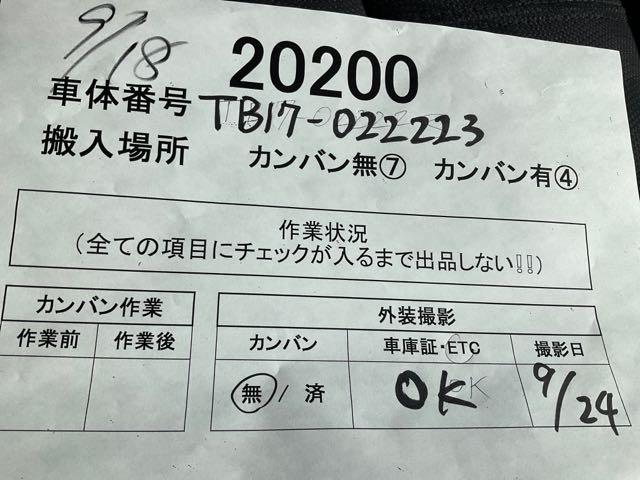 9/18
20200
車体番号 TB17-022223
搬入場所 カンバン無⑦ カンバン有④
作業状況
(全ての項目にチェックが入るまで出品しない!!)
カンバン作業
作業前 作業後
外装撮影
カンバン 車庫証・ETC 撮影日
無 / 済 OK 9/24